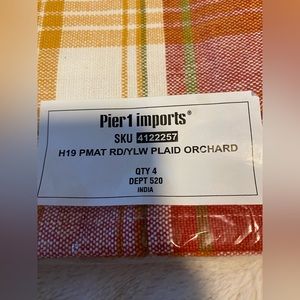 Pier1 imports®
SKU 4122257
H19 PMAT RD/YLW PLAID ORCHARD
QTY 4
DEPT 520
INDIA